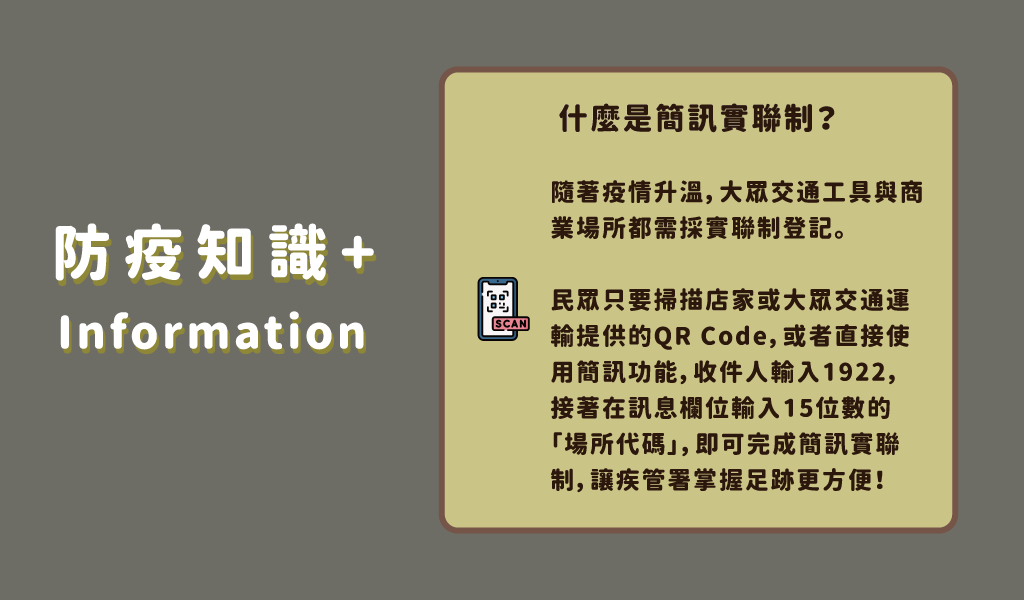 防疫知識+
Information
什麼是簡訊實聯制？
隨著疫情升溫，大眾交通工具與商
業場所都需採實聯制登記。
民眾只要掃描店家或大眾交通運
輸提供的QR Code，或者直接使
用簡訊功能，收件人輸入1922，
接著在訊息欄位輸入15位數的
「場所代碼」，即可完成簡訊實聯
制，讓疾管署掌握足跡更方便！
SCAN